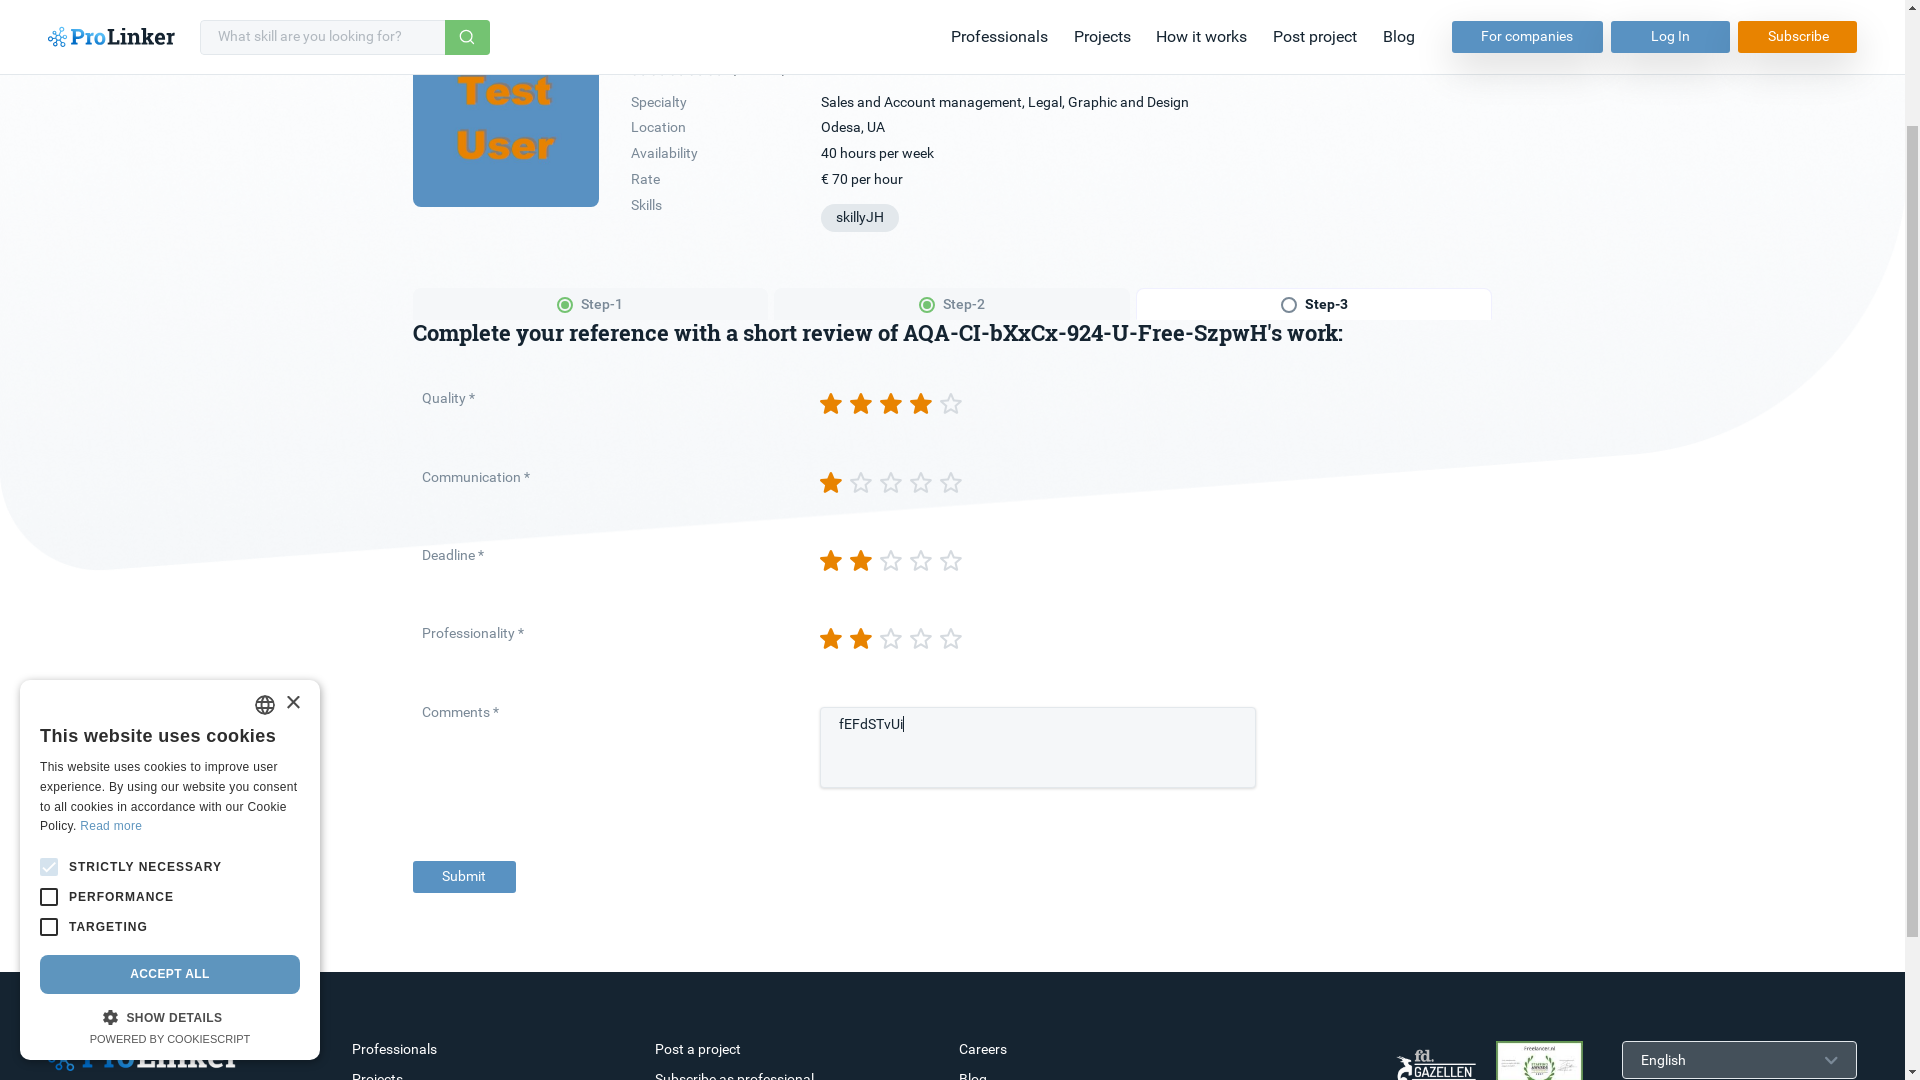 ProLinker
What skill are you looking for?
Professionals
Projects
How it works
Post project
Blog
For companies
Log In
Subscribe
Test
User
Specialty
Sales and Account management, Legal, Graphic and Design
Location
Odesa, UA
Availability
40 hours per week
Rate
€ 70 per hour
Skills
skillyJH
Step-1
Step-2
Step-3
Complete your reference with a short review of AQA-CI-bXxCx-924-U-Free-SzpwH's work:
Quality *
Communication *
Deadline *
Professionality *
Comments *
fEFdSTvUi
Submit
This website uses cookies
This website uses cookies to improve user
experience. By using our website you consent
to all cookies in accordance with our Cookie
Policy. Read more
STRICTLY NECESSARY
PERFORMANCE
TARGETING
ACCEPT ALL
SHOW DETAILS
POWERED BY COOKIESCRIPT
ProLinker
Professionals
Projects
Post a project
Subscribe as professional
Careers
Blog
fd.
GAZELLEN
Freelancer.nl
English